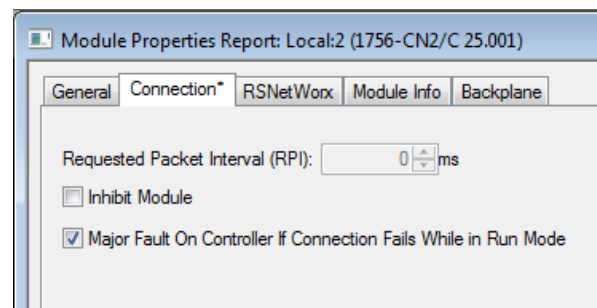 Module Properties Report: Local:2 (1756-CN2/C 25.001)
General Connection* RSNetWorx Module Info Backplane
Requested Packet Interval (RPI): 0 ms
Inhibit Module
Major Fault On Controller If Connection Fails While in Run Mode